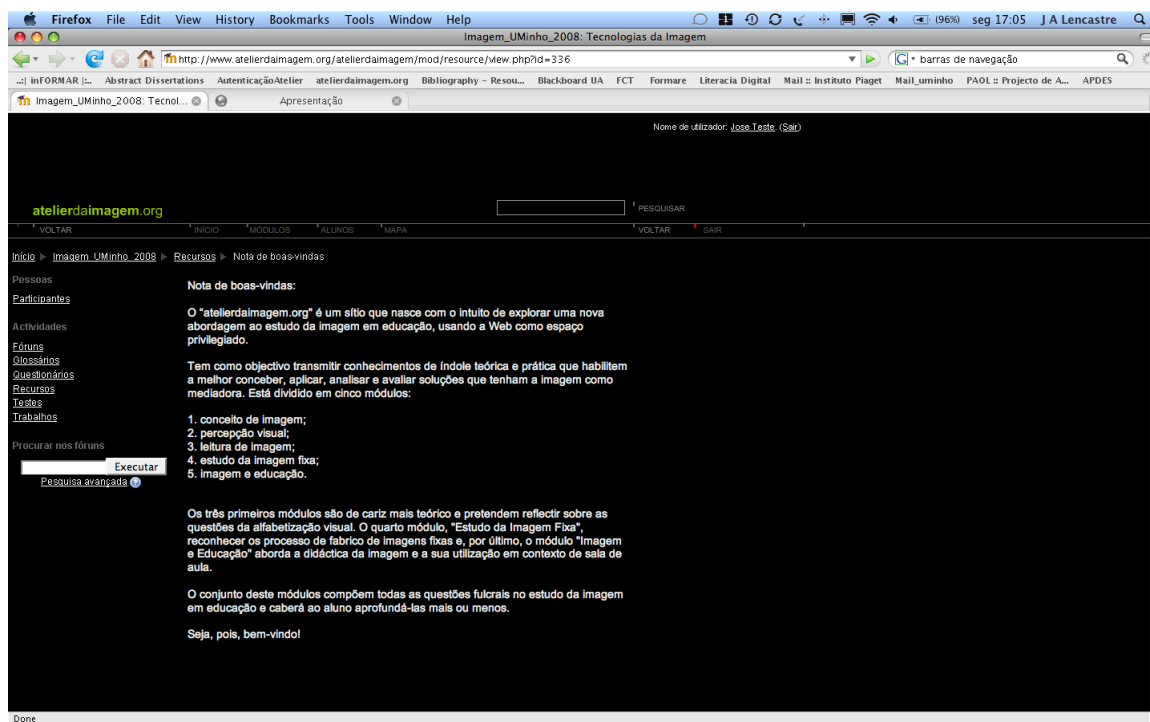 Firefox File Edit View History Bookmarks Tools Window Help (96%) seg 17:05 J A Lencastre
Imagem_UMinho_2008: Tecnologias da Imagem
http://www.atelierdaimagem.org/atelierdaimagem/mod/resource/view.php?id=336 barras de navegação
...:| inFORMAR |:... Abstract Dissertations AutenticaçãoAtelier atelierdaimagem.org Bibliography – Resou... Blackboard UA FCT Formare Literacia Digital Mail :: Instituto Piaget Mail_uminho PAOL :: Projecto de A... APDES
Imagem_UMinho_2008: Tecnol... Apresentação
Nome de utilizador: Jose Teste. (Sair)
atelierdaimagem.org PESQUISAR
VOLTAR INÍCIO MÓDULOS ALUNOS MAPA VOLTAR SAIR
Início ► Imagem_UMinho_2008 ► Recursos ► Nota de boas-vindas
Pessoas
Participantes
Actividades
Fóruns
Glossários
Questionários
Recursos
Testes
Trabalhos
Procurar nos fóruns
Executar
Pesquisa avançada ?
Nota de boas-vindas:
O "atelierdaimagem.org" é um sítio que nasce com o intuito de explorar uma nova
abordagem ao estudo da imagem em educação, usando a Web como espaço
privilegiado.
Tem como objectivo transmitir conhecimentos de índole teórica e prática que habilitem
a melhor conceber, aplicar, analisar e avaliar soluções que tenham a imagem como
mediadora. Está dividido em cinco módulos:
1. conceito de imagem;
2. percepção visual;
3. leitura de imagem;
4. estudo da imagem fixa;
5. imagem e educação.
Os três primeiros módulos são de cariz mais teórico e pretendem reflectir sobre as
questões da alfabetização visual. O quarto módulo, "Estudo da Imagem Fixa",
reconhecer os processo de fabrico de imagens fixas e, por último, o módulo "Imagem
e Educação" aborda a didáctica da imagem e a sua utilização em contexto de sala de
aula.
O conjunto deste módulos compõem todas as questões fulcrais no estudo da imagem
em educação e caberá ao aluno aprofundá-las mais ou menos.
Seja, pois, bem-vindo!
Done